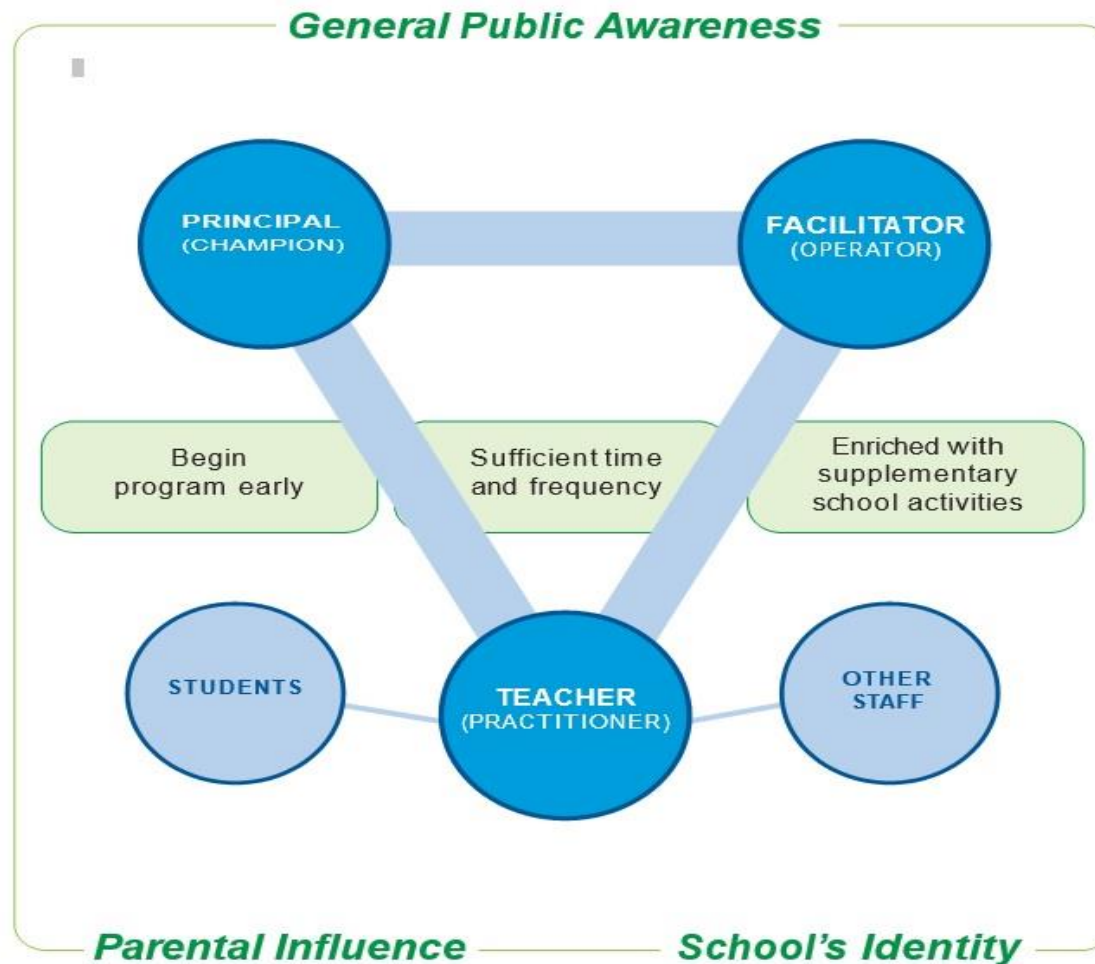 General Public Awareness
PRINCIPAL
(CHAMPION)
FACILITATOR
(OPERATOR)
Begin
program early
Sufficient time
and frequency
Enriched with
supplementary
school activities
STUDENTS
TEACHER
(PRACTITIONER)
OTHER
STAFF
Parental Influence
School's Identity